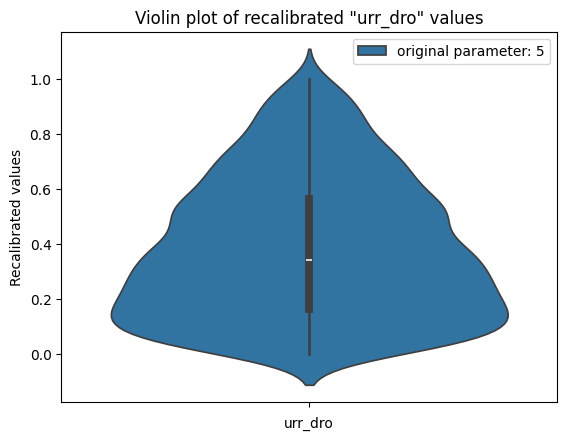 Violin plot of recalibrated "urr_dro" values
original parameter: 5
1.0
0.8
0.6
0.4
0.2
0.0
Recalibrated values
urr_dro